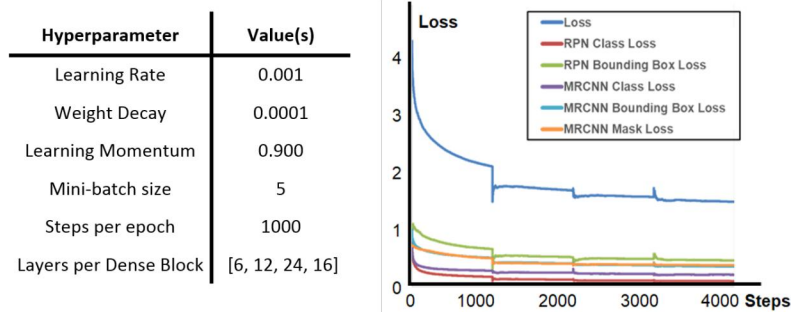 Hyperparameter Value(s)
Learning Rate 0.001
Weight Decay 0.0001
Learning Momentum 0.900
Mini-batch size 5
Steps per epoch 1000
Layers per Dense Block [6, 12, 24, 16]
Loss
Loss
RPN Class Loss
RPN Bounding Box Loss
MRCNN Class Loss
MRCNN Bounding Box Loss
MRCNN Mask Loss
4
3
2
1
0
0 1000 2000 3000 4000 Steps